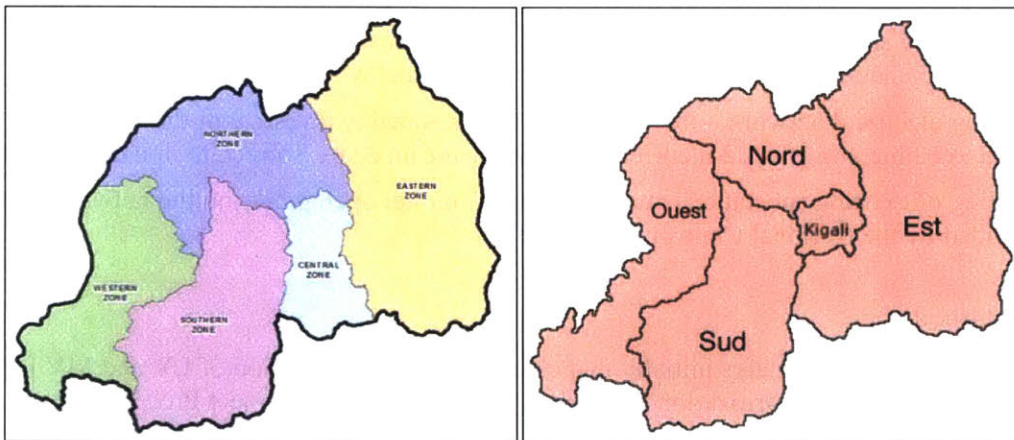 NORTHERN
ZONE
EASTERN
ZONE
CENTRAL
ZONE
WESTERN
ZONE
SOUTHERN
ZONE
Nord
Ouest
Kigali
Est
Sud